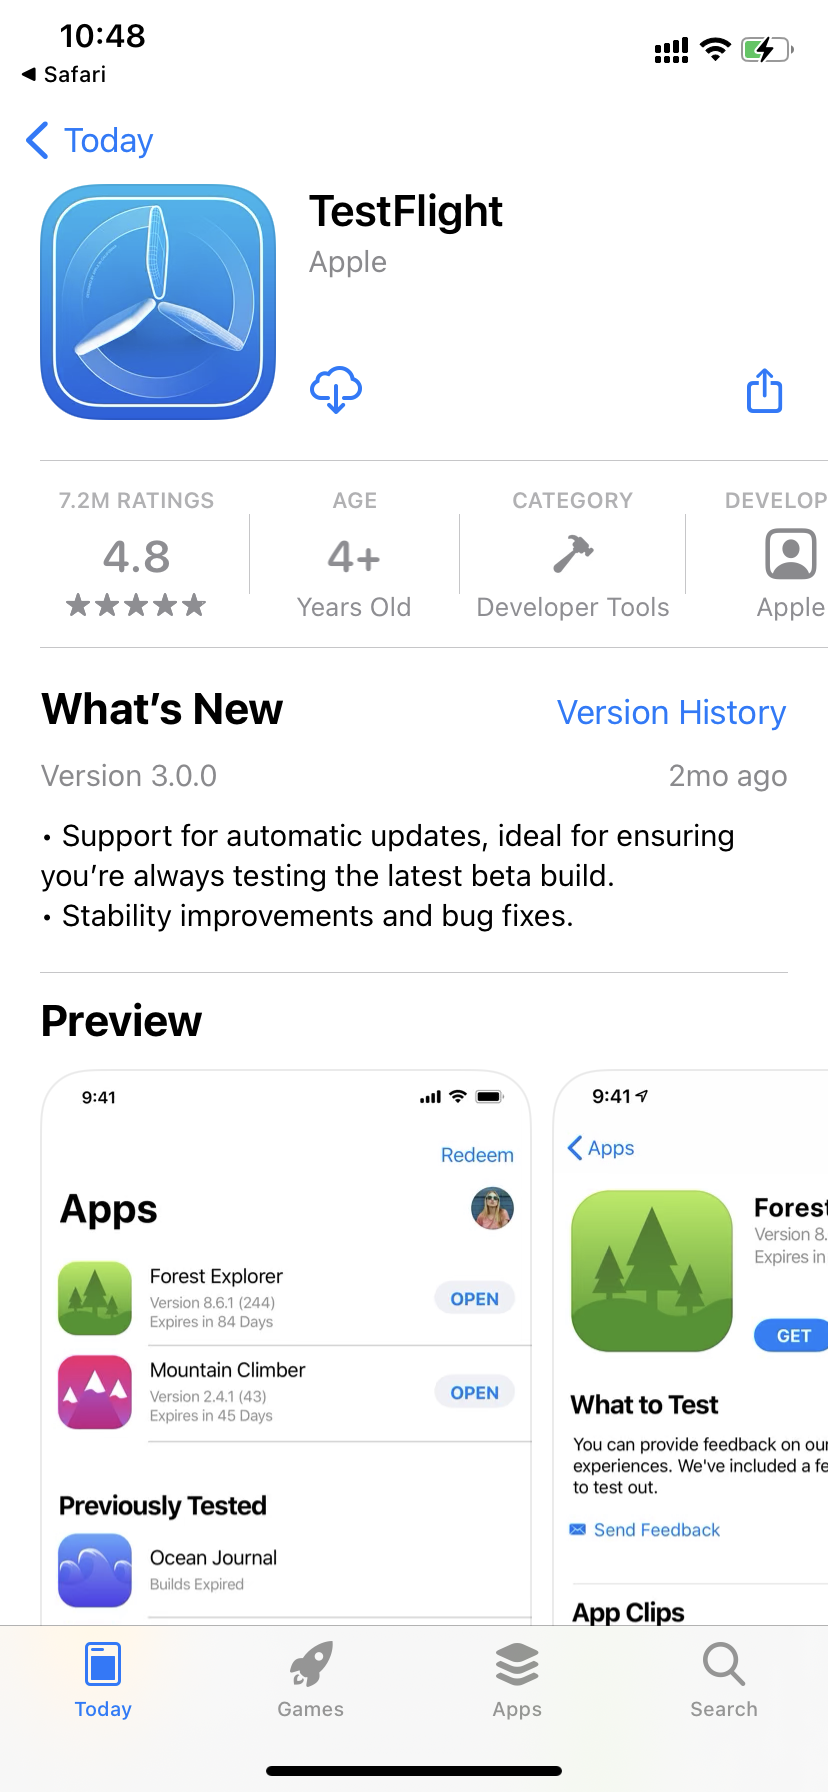 10:48
◀ Safari
Today
TestFlight
Apple
7.2M RATINGS
4.8
★★★★★
AGE
4+
Years Old
CATEGORY
Developer Tools
DEVELOP
Apple
What's New
Version History
Version 3.0.0
2mo ago
• Support for automatic updates, ideal for ensuring
you're always testing the latest beta build.
• Stability improvements and bug fixes.
Preview
9:41
Redeem
Apps
Forest Explorer
Version 8.6.1 (244)
Expires in 84 Days
OPEN
Mountain Climber
Version 2.4.1 (43)
Expires in 45 Days
OPEN
Previously Tested
Ocean Journal
Builds Expired
9:41
Apps
Forest
Version 8.
Expires in
GET
What to Test
You can provide feedback on our
experiences. We've included a fe
to test out.
Send Feedback
App Clips
Today
Games
Apps
Search